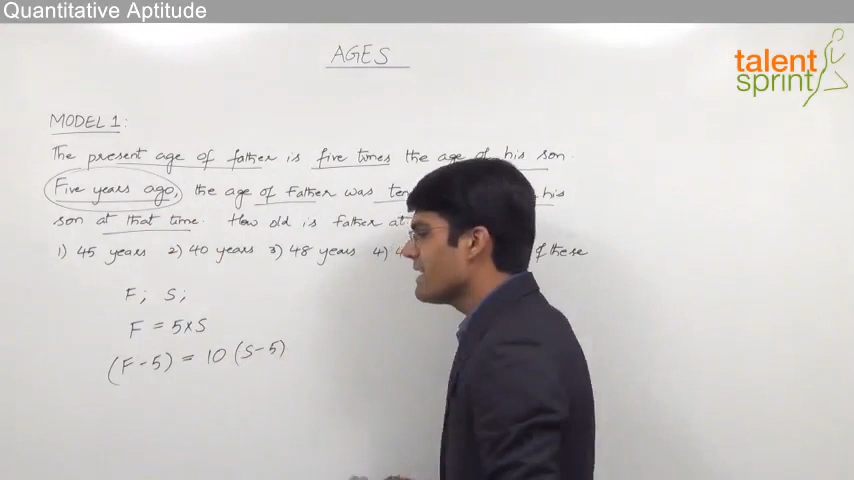 Quantitative Aptitude
AGES
talent
sprint
MODEL 1:
The present age of father is five times the age of his son.
Five years ago, the age of Father was ten his
son at that time. How old is father at
1) 45 years 2) 40 years 3) 48 years 4) of these
F; S;
F = 5×S
(F-5) = 10 (S-5)